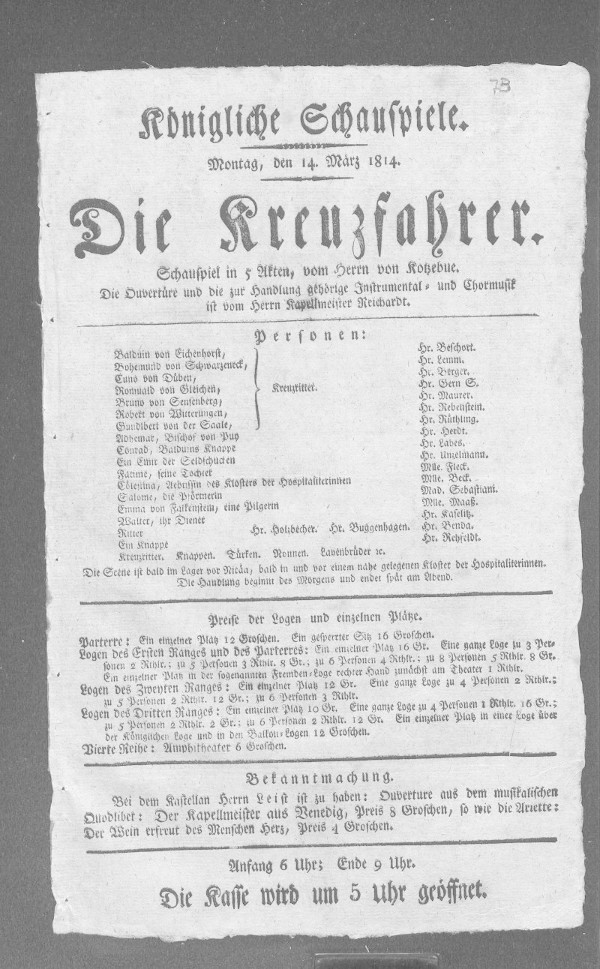 73
Königliche Schauspiele.
Montag, den 14. März 1814.
Die Kreuzfahrer.
Schauspiel in 5 Akten, vom Herrn von Kotzebue.
Die Ouvertüre und die zur Handlung gehörige Instrumental- und Chormusik
ist vom Herrn Kapellmeister Reichardt.
Personen:
Balduin von Eichenhorst, Hr. Beschort.
Bohemund von Schwarzeneck, Hr. Lemm.
Cuno von Düben, Hr. Berger.
Romuald von Gleichen, Kreuzritter. Hr. Gern S.
Bruno von Sensenberg, Hr. Maurer.
Robert von Witteringen, Hr. Rebenstein.
Gundibert von der Saale, Hr. Rüthling.
Adhemar, Bischof von Puy Hr. Herdt.
Conrad, Balduins Knappe Hr. Labes.
Ein Emir der Seldschucken Hr. Unzelmann.
Fatime, seine Tochter Mlle. Fleck.
Cölestina, Aebtissin des Klosters der Hospitaliterinnen Mlle. Beck.
Salome, die Pförtnerin Mad. Sebastiani.
Emma von Falkenstein, eine Pilgerin Mlle. Maaß.
Walter, ihr Diener Hr. Kaselitz.
Ritter Hr. Holzbecher. Hr. Buggenhagen. Hr. Benda.
Ein Knappe Hr. Rehfeldt.
Kreuzritter. Knappen. Türken. Nonnen. Layenbrüder ꝛc.
Die Scene ist bald im Lager vor Nicäa, bald in und vor einem nahe gelegenen Kloster der Hospitaliterinnen.
Die Handlung beginnt des Morgens und endet spät am Abend.
Preise der Logen und einzelnen Plätze.
Parterre: Ein einzelner Platz 12 Groschen. Ein gesperrter Sitz 16 Groschen.
Logen des Ersten Ranges und des Parterres: Ein einzelner Platz 16 Gr. Eine ganze Loge zu 3 Per-
sonen 2 Rthlr.; zu 5 Personen 3 Rthlr. 8 Gr.; zu 6 Personen 4 Rthlr.; zu 8 Personen 5 Rthlr. 8 Gr.
Ein einzelner Platz in der sogenannten Fremden-Loge rechter Hand zunächst am Theater 1 Rthlr.
Logen des Zweyten Ranges: Ein einzelner Platz 12 Gr. Eine ganze Loge zu 4 Personen 2 Rthlr.;
zu 5 Personen 2 Rthlr. 12 Gr.; zu 6 Personen 3 Rthlr.
Logen des Dritten Ranges: Ein einzelner Platz 10 Gr. Eine ganze Loge zu 4 Personen 1 Rthlr. 16 Gr.;
zu 5 Personen 2 Rthlr. 2 Gr.; zu 6 Personen 2 Rthlr. 12 Gr. Ein einzelner Platz in einer Loge über
der Königlichen Loge und in den Balkon-Logen 12 Groschen.
Vierte Reihe: Amphitheater 6 Groschen.
Bekanntmachung.
Bei dem Kastellan Herrn Leist ist zu haben: Ouverture aus dem musikalischen
Quodlibet: Der Kapellmeister aus Venedig, Preis 8 Groschen, so wie die Ariette:
Der Wein erfreut des Menschen Herz, Preis 4 Groschen.
Anfang 6 Uhr; Ende 9 Uhr.
Die Kasse wird um 5 Uhr geöffnet.